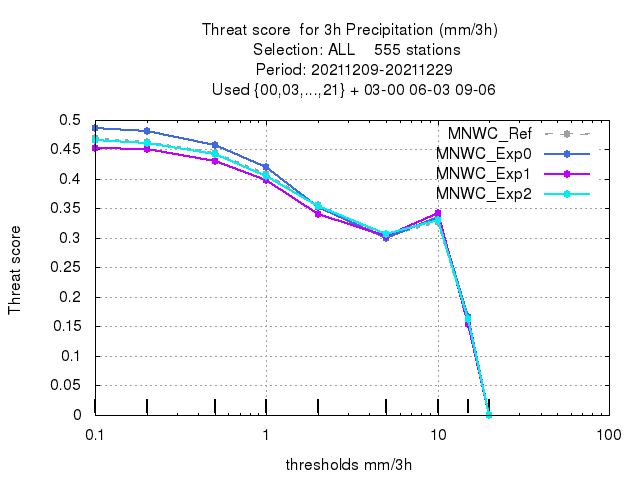 Threat score  for 3h Precipitation (mm/3h)
Selection: ALL    555 stations
Period: 20211209-20211229
Used {00,03,...,21} + 03-00 06-03 09-06
MNWC_Ref
MNWC_Exp0
MNWC_Exp1
MNWC_Exp2
Threat score
0.5
0.45
0.4
0.35
0.3
0.25
0.2
0.15
0.1
0.05
0
0.1 1 10 100
thresholds mm/3h